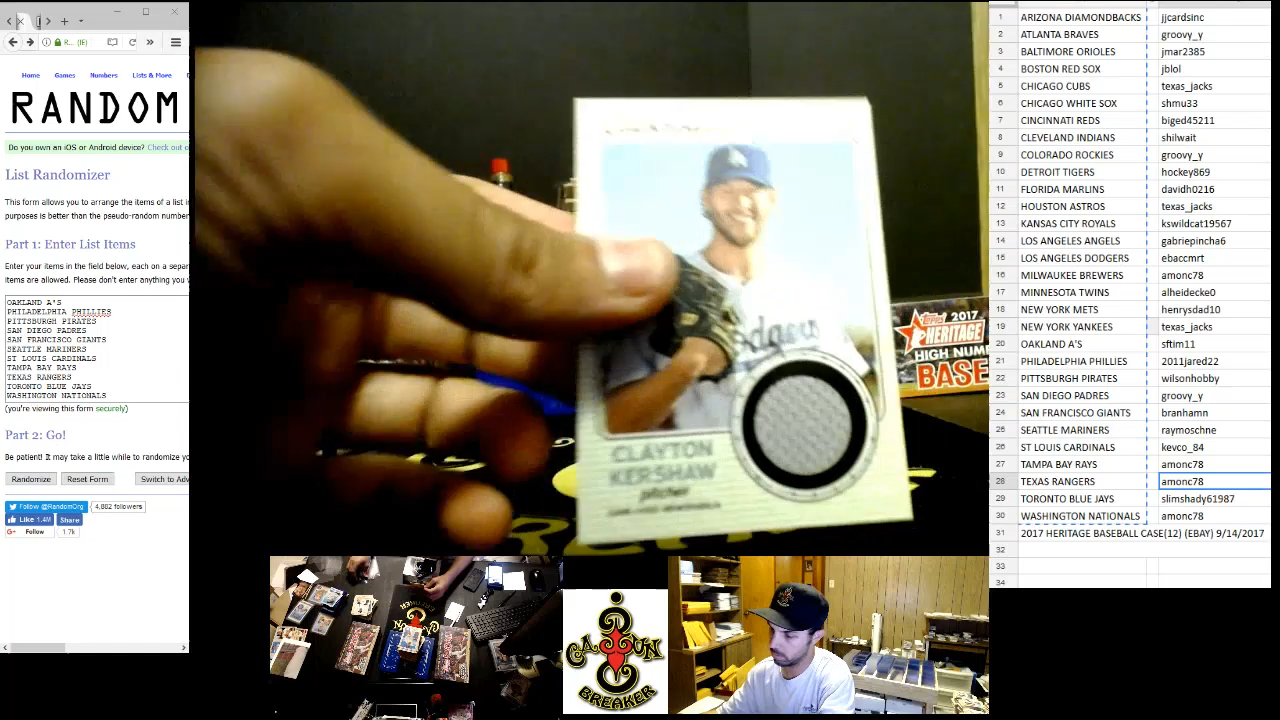 R... (IE)
Home Games Numbers Lists & More
RANDOM
Do you own an iOS or Android device? Check out
List Randomizer
This form allows you to arrange the items of a list in
purposes is better than the pseudo-random number
Part 1: Enter List Items
Enter your items in the field below, each on a separ
items are allowed. Please don't enter anything you
OAKLAND A'S
PHILADELPHIA PHILLIES
PITTSBURGH PIRATES
SAN DIEGO PADRES
SAN FRANCISCO GIANTS
SEATTLE MARINERS
ST LOUIS CARDINALS
TAMPA BAY RAYS
TEXAS RANGERS
TORONTO BLUE JAYS
WASHINGTON NATIONALS
(you're viewing this form securely)
Part 2: Go!
Be patient! It may take a little while to randomize yo
Randomize Reset Form Switch to Adv
Follow @RandomOrg 4,882 followers
Like 1.4M Share
Follow 1.7k
Dodgers
CLAYTON
KERSHAW
pitcher
TOPPS 2017
HERITAGE
HIGH NUM
BASE
CAJUN
BREAKER
1 ARIZONA DIAMONDBACKS jjcardsinc
2 ATLANTA BRAVES groovy_y
3 BALTIMORE ORIOLES jmar2385
4 BOSTON RED SOX jblol
5 CHICAGO CUBS texas_jacks
6 CHICAGO WHITE SOX shmu33
7 CINCINNATI REDS biged45211
8 CLEVELAND INDIANS shilwait
9 COLORADO ROCKIES groovy_y
10 DETROIT TIGERS hockey869
11 FLORIDA MARLINS davidh0216
12 HOUSTON ASTROS texas_jacks
13 KANSAS CITY ROYALS kswildcat19567
14 LOS ANGELES ANGELS gabriepincha6
15 LOS ANGELES DODGERS ebaccmrt
16 MILWAUKEE BREWERS amonc78
17 MINNESOTA TWINS alheidecke0
18 NEW YORK METS henrysdad10
19 NEW YORK YANKEES texas_jacks
20 OAKLAND A'S sftim11
21 PHILADELPHIA PHILLIES 2011jared22
22 PITTSBURGH PIRATES wilsonhobby
23 SAN DIEGO PADRES groovy_y
24 SAN FRANCISCO GIANTS branhamn
25 SEATTLE MARINERS raymoschne
26 ST LOUIS CARDINALS kevco_84
27 TAMPA BAY RAYS amonc78
28 TEXAS RANGERS amonc78
29 TORONTO BLUE JAYS slimshady61987
30 WASHINGTON NATIONALS amonc78
31 2017 HERITAGE BASEBALL CASE(12) (EBAY) 9/14/2017
32
33
34